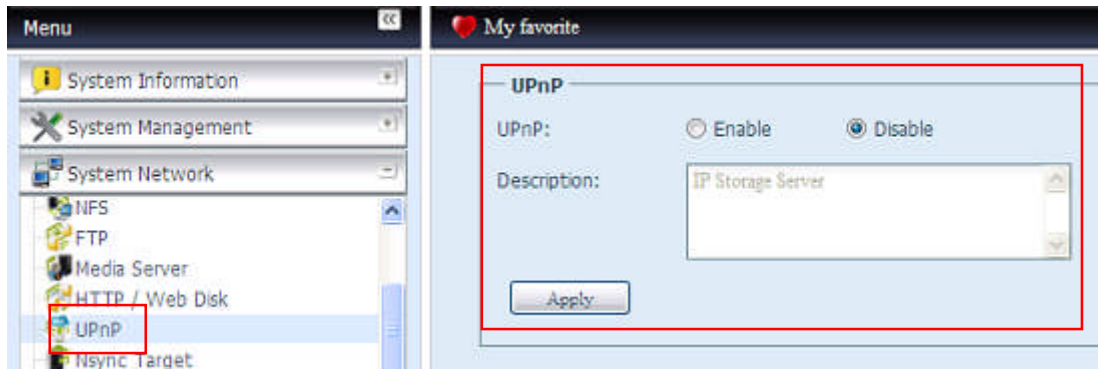 Menu
My favorite
System Information
System Management
System Network
NFS
FTP
Media Server
HTTP / Web Disk
UPnP
Nsync Target
UPnP
UPnP:
Enable
Disable
Description:
IP Storage Server
Apply